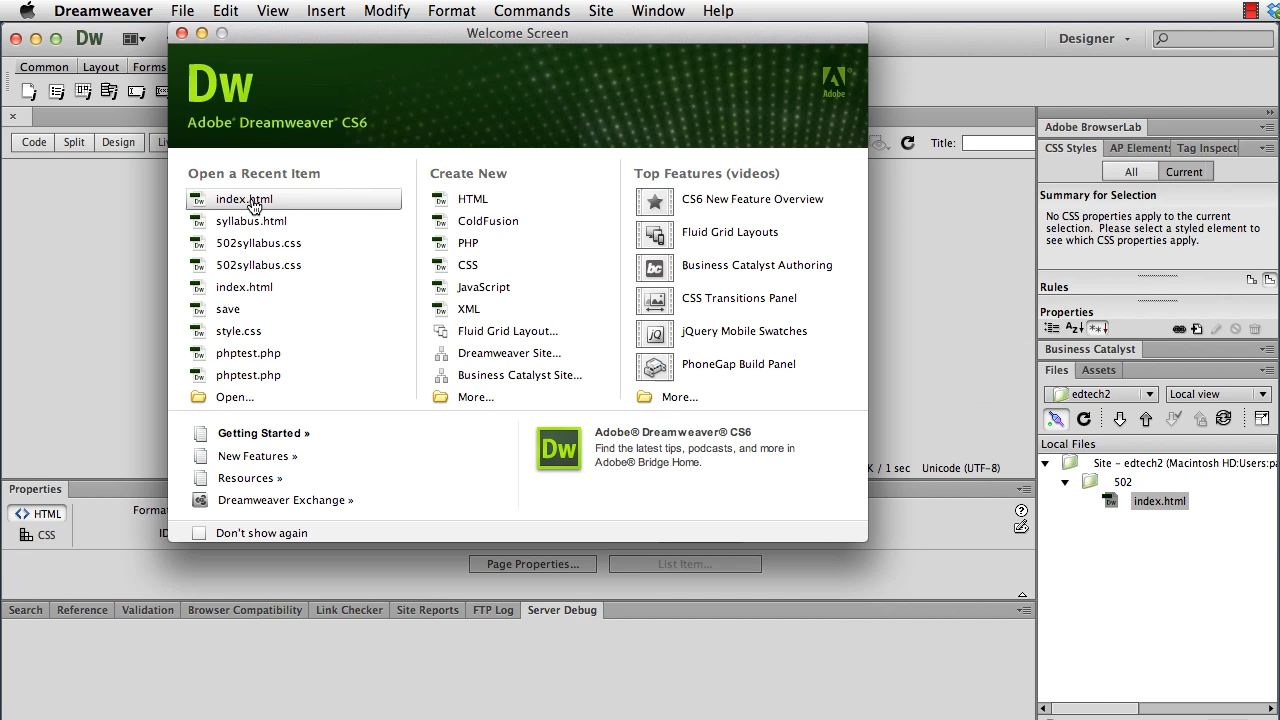 Dreamweaver File Edit View Insert Modify Format Commands Site Window Help
Dw
Welcome Screen
Designer
Common Layout Forms
Dw
Adobe® Dreamweaver® CS6
Adobe
Code Split Design
Title:
Open a Recent Item
index.html
syllabus.html
502syllabus.css
502syllabus.css
index.html
save
style.css
phptest.php
phptest.php
Open...
Create New
HTML
ColdFusion
PHP
CSS
JavaScript
XML
Fluid Grid Layout...
Dreamweaver Site...
Business Catalyst Site...
More...
Top Features (videos)
CS6 New Feature Overview
Fluid Grid Layouts
bc Business Catalyst Authoring
CSS Transitions Panel
jQ jQuery Mobile Swatches
PhoneGap Build Panel
More...
Getting Started »
New Features »
Resources »
Dreamweaver Exchange »
Dw
Adobe® Dreamweaver® CS6
Find the latest tips, podcasts, and more in
Adobe® Bridge Home.
Don't show again
K / 1 sec Unicode (UTF-8)
Properties
HTML
CSS
Format
ID
Page Properties... List Item...
Search Reference Validation Browser Compatibility Link Checker Site Reports FTP Log Server Debug
Adobe BrowserLab
CSS Styles AP Elements Tag Inspect
All Current
Summary for Selection
No CSS properties apply to the current
selection. Please select a styled element to
see which CSS properties apply.
Rules
Properties
Business Catalyst
Files Assets
edtech2 Local view
Local Files
Site - edtech2 (Macintosh HD:Users:pa
502
index.html